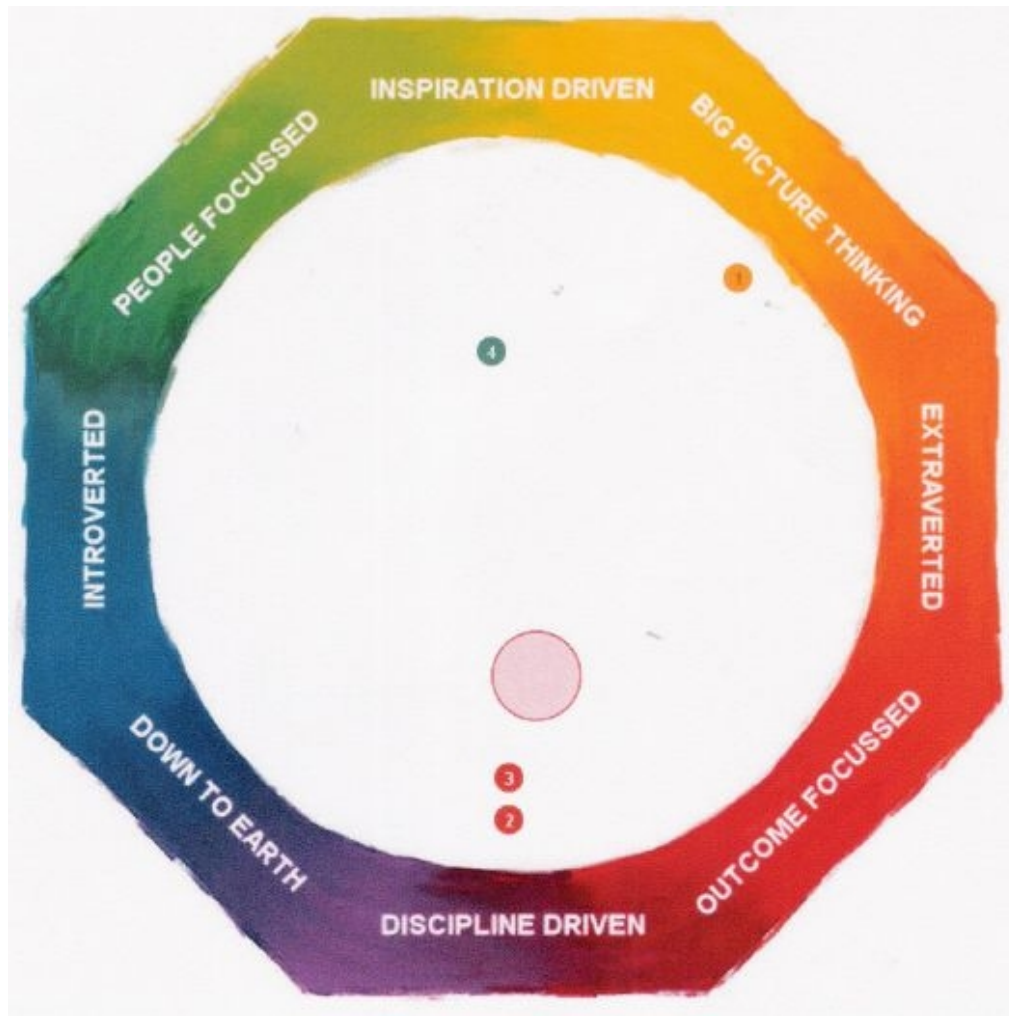 INSPIRATION DRIVEN
BIG PICTURE THINKING
EXTRAVERTED
OUTCOME FOCUSSED
DISCIPLINE DRIVEN
DOWN TO EARTH
INTROVERTED
PEOPLE FOCUSSED
1
4
3
2